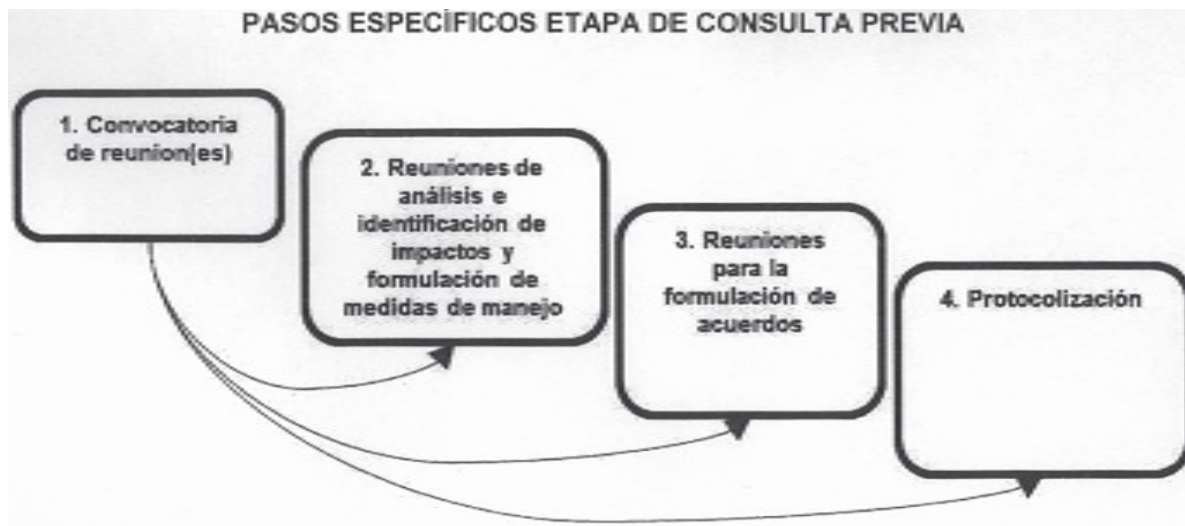 PASOS ESPECÍFICOS ETAPA DE CONSULTA PREVIA
1. Convocatoria
de reunion(es)
2. Reuniones de
análisis e
identificación de
impactos y
formulación de
medidas de manejo
3. Reuniones
para la
formulación de
acuerdos
4. Protocolización